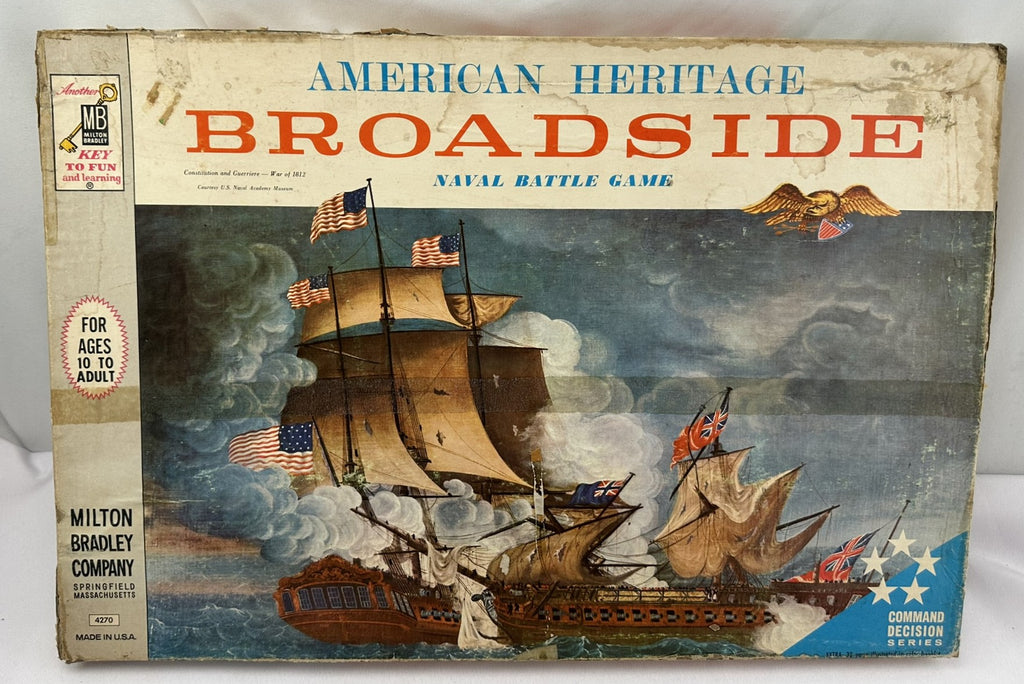 AMERICAN HERITAGE
BROADSIDE
NAVAL BATTLE GAME
Constitution and Guerriere — War of 1812
Courtesy U.S. Naval Academy Museum
Another
MB
MILTON
BRADLEY
KEY
TO FUN
and learning
®
FOR
AGES
10 TO
ADULT
MILTON
BRADLEY
COMPANY
SPRINGFIELD
MASSACHUSETTS
4270
MADE IN U.S.A.
COMMAND
DECISION
SERIES
EXTRA - 32